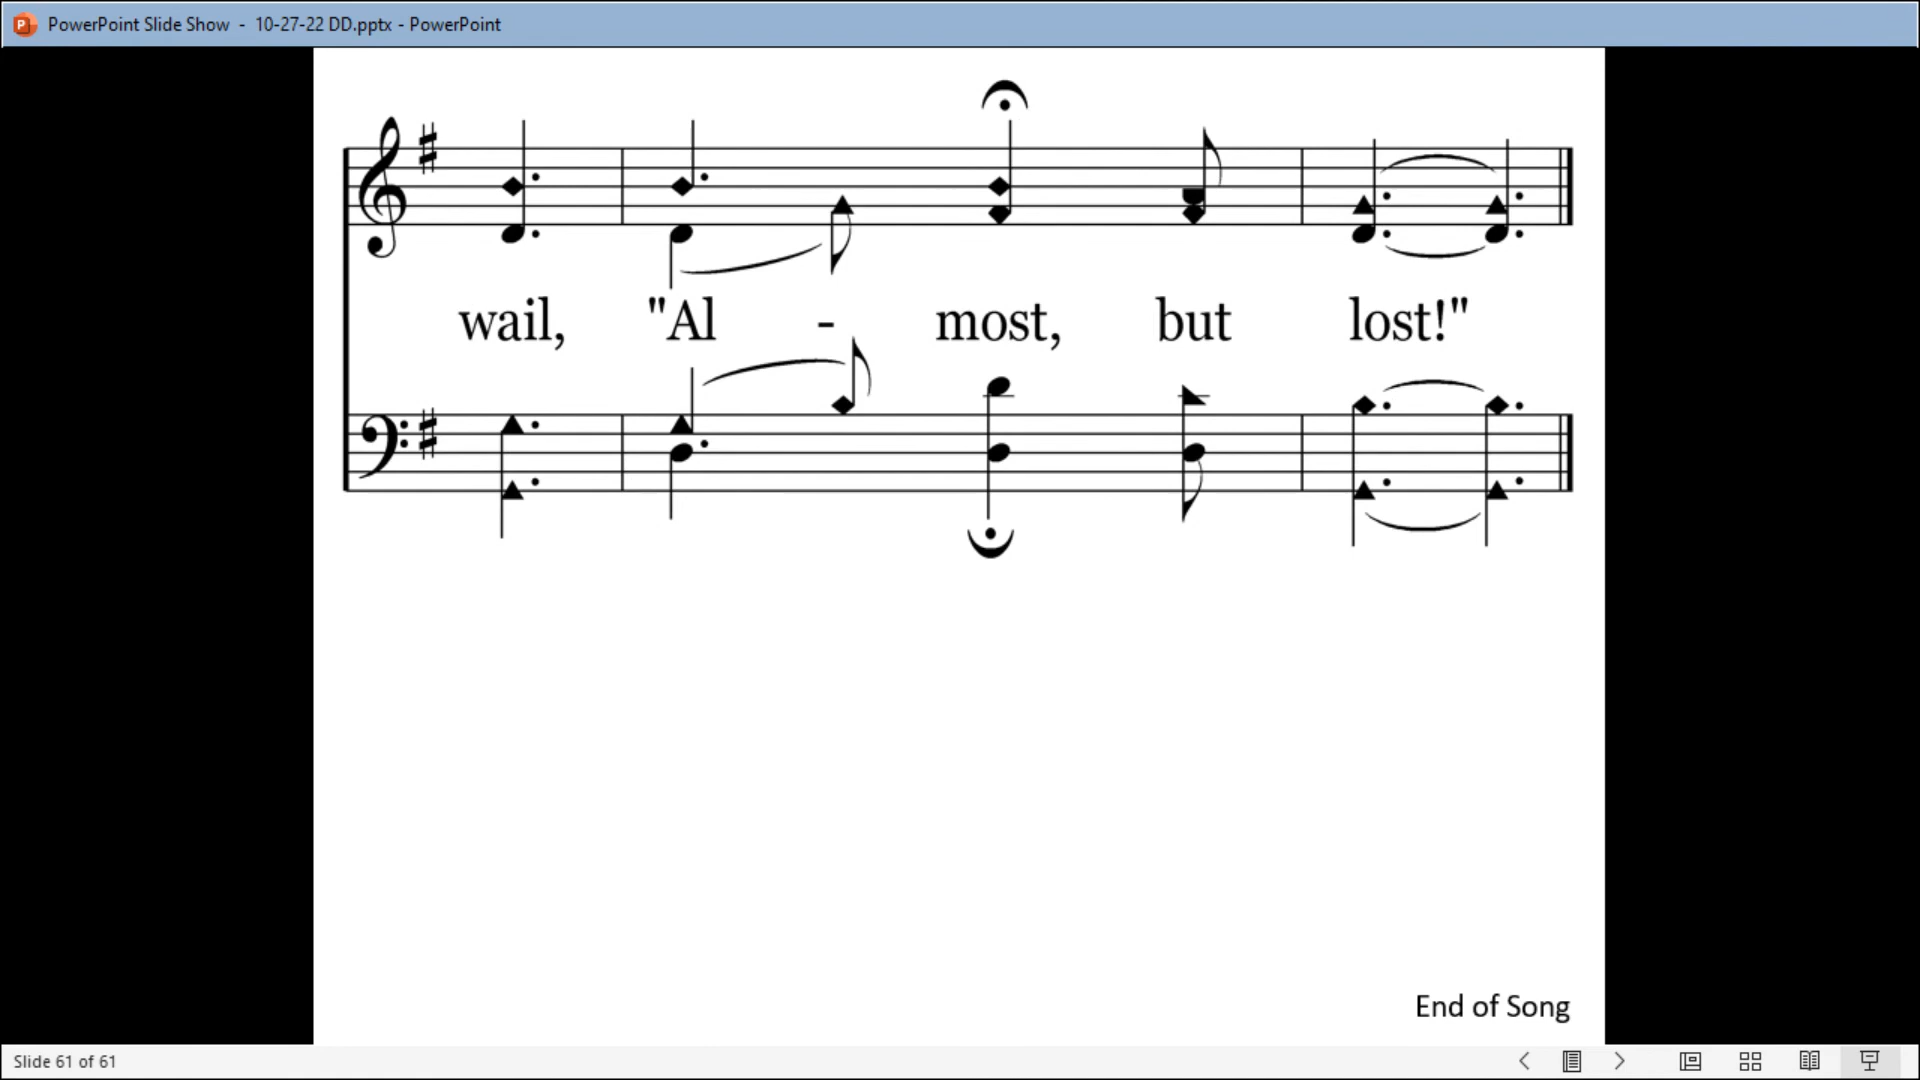 PowerPoint Slide Show - 10-27-22 DD.pptx - PowerPoint
wail, "Al - most, but lost!"
End of Song
Slide 61 of 61